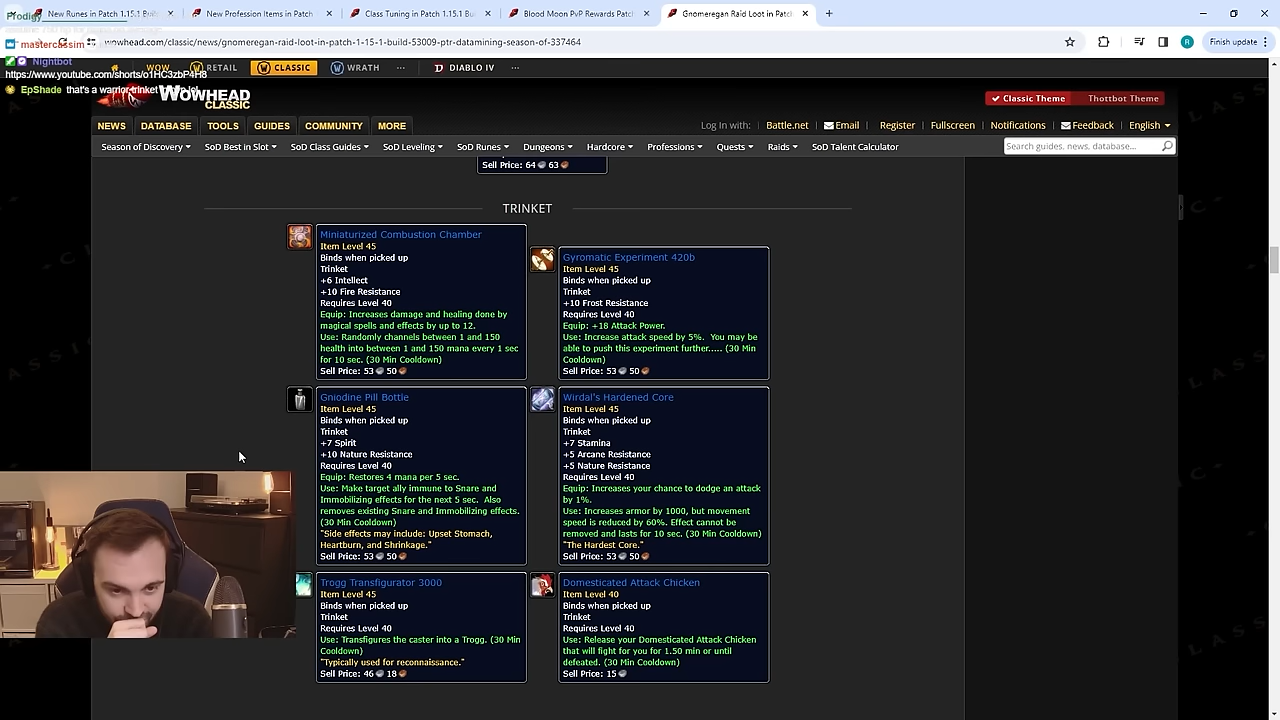 Prodigy
New Runes in Patch 1.15.1 Buil
New Profession Items in Patch
Class Tuning in Patch 1.15.1
Blood Moon PvP Rewards Patc
Gnomeregan Raid Loot in Patc
mastercassim
wowhead.com/classic/news/gnomeregan-raid-loot-in-patch-1-15-1-build-53009-ptr-datamining-season-of-337464
R
Finish update
Nightbot
https://www.youtube.com/shorts/o1HC3zbP4H8
EpShade that's a warrior trinket
WOW
RETAIL
CLASSIC
WRATH
DIABLO IV
WOWHEAD
CLASSIC
Classic Theme
Thottbot Theme
NEWS
DATABASE
TOOLS
GUIDES
COMMUNITY
MORE
Log In with:
Battle.net
Email
Register
Fullscreen
Notifications
Feedback
English
Season of Discovery
SoD Best in Slot
SoD Class Guides
SoD Leveling
SoD Runes
Dungeons
Hardcore
Professions
Quests
Raids
SoD Talent Calculator
Search guides, news, database...
Sell Price: 64 63
TRINKET
Miniaturized Combustion Chamber
Item Level 45
Binds when picked up
Trinket
+6 Intellect
+10 Fire Resistance
Requires Level 40
Equip: Increases damage and healing done by
magical spells and effects by up to 12.
Use: Randomly channels between 1 and 150
health into between 1 and 150 mana every 1 sec
for 10 sec. (30 Min Cooldown)
Sell Price: 53 50
Gyromatic Experiment 420b
Item Level 45
Binds when picked up
Trinket
+10 Frost Resistance
Requires Level 40
Equip: +18 Attack Power.
Use: Increase attack speed by 5%. You may be
able to push this experiment further..... (30 Min
Cooldown)
Sell Price: 53 50
Gniodine Pill Bottle
Item Level 45
Binds when picked up
Trinket
+7 Spirit
+10 Nature Resistance
Requires Level 40
Equip: Restores 4 mana per 5 sec.
Use: Make target ally immune to Snare and
Immobilizing effects for the next 5 sec. Also
removes existing Snare and Immobilizing effects.
(30 Min Cooldown)
"Side effects may include: Upset Stomach,
Heartburn, and Shrinkage."
Sell Price: 53 50
Wirdal's Hardened Core
Item Level 45
Binds when picked up
Trinket
+7 Stamina
+5 Arcane Resistance
+5 Nature Resistance
Requires Level 40
Equip: Increases your chance to dodge an attack
by 1%.
Use: Increases armor by 1000, but movement
speed is reduced by 60%. Effect cannot be
removed and lasts for 10 sec. (30 Min Cooldown)
"The Hardest Core."
Sell Price: 53 50
Trogg Transfigurator 3000
Item Level 45
Binds when picked up
Trinket
Requires Level 40
Use: Transfigures the caster into a Trogg. (30 Min
Cooldown)
"Typically used for reconnaissance."
Sell Price: 46 18
Domesticated Attack Chicken
Item Level 40
Binds when picked up
Trinket
Requires Level 40
Use: Release your Domesticated Attack Chicken
that will fight for you for 1.50 min or until
defeated. (30 Min Cooldown)
Sell Price: 15